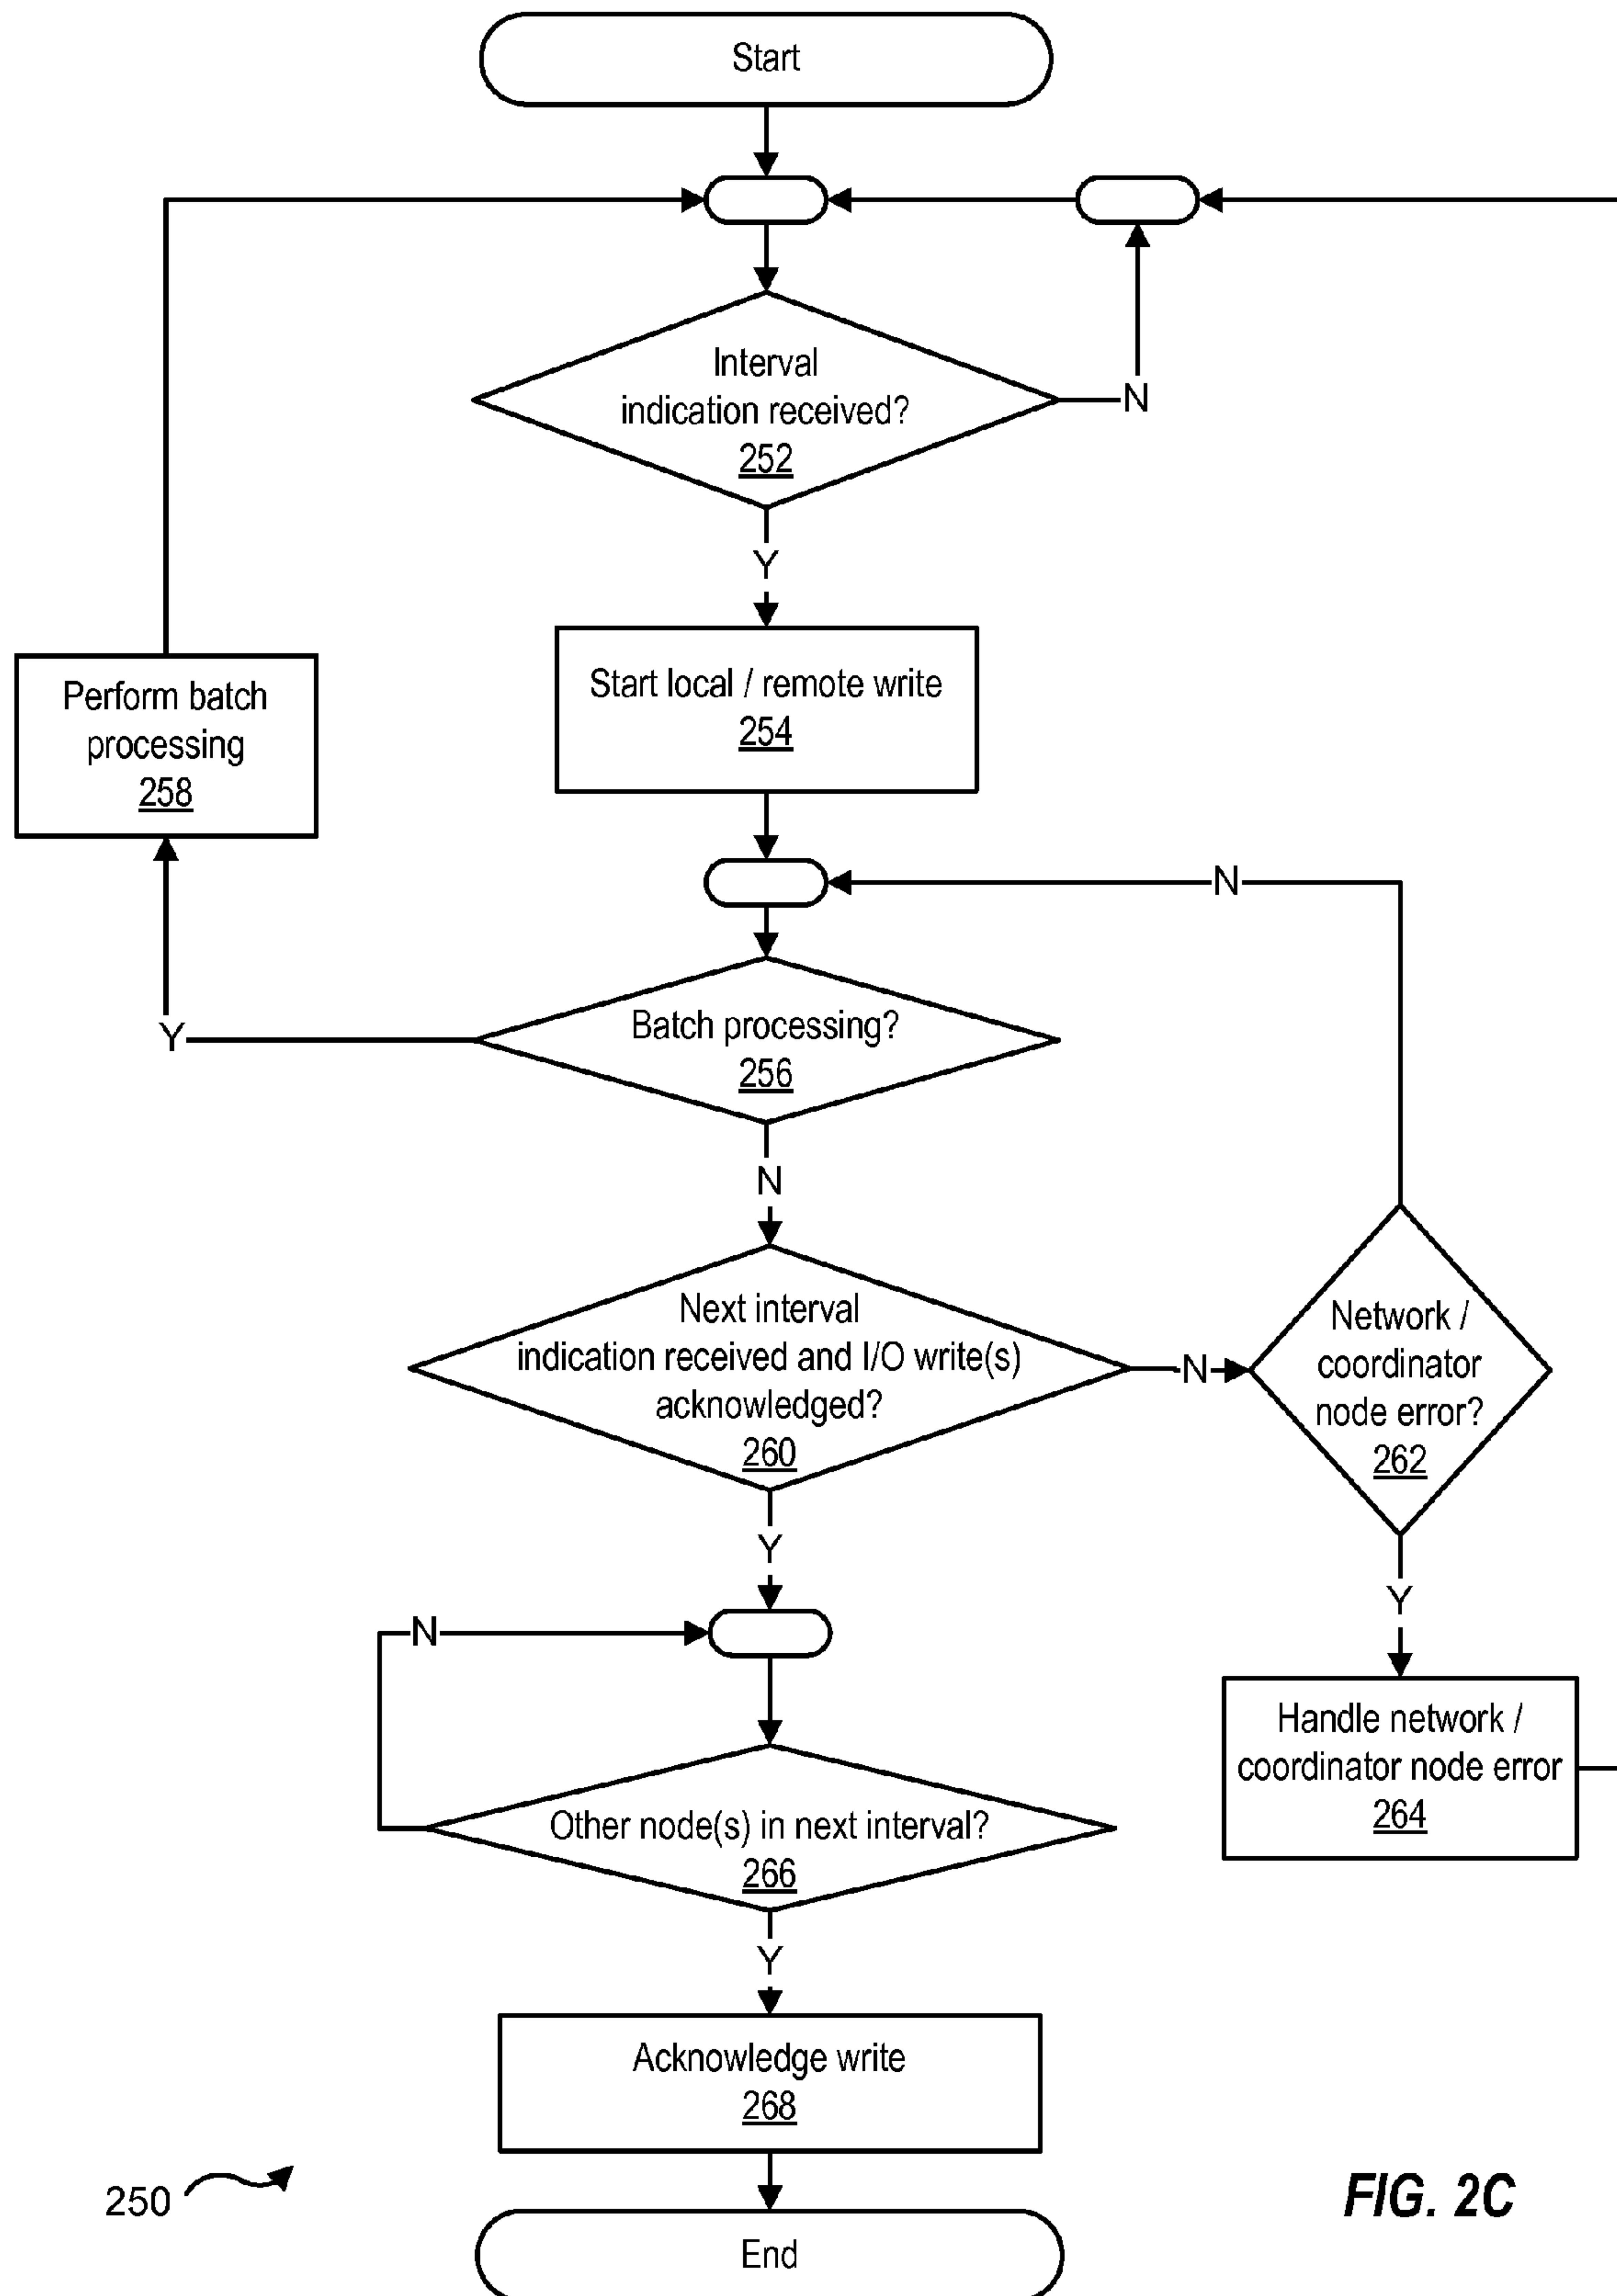 Start
Interval
indication received?
252
N
Y
Start local / remote write
254
Perform batch
processing
258
N
Batch processing?
256
Y
N
Next interval
indication received and I/O write(s)
acknowledged?
260
N
Network /
coordinator
node error?
262
Y
Y
N
Handle network /
coordinator node error
264
Other node(s) in next interval?
266
Y
Acknowledge write
268
250
FIG. 2C
End